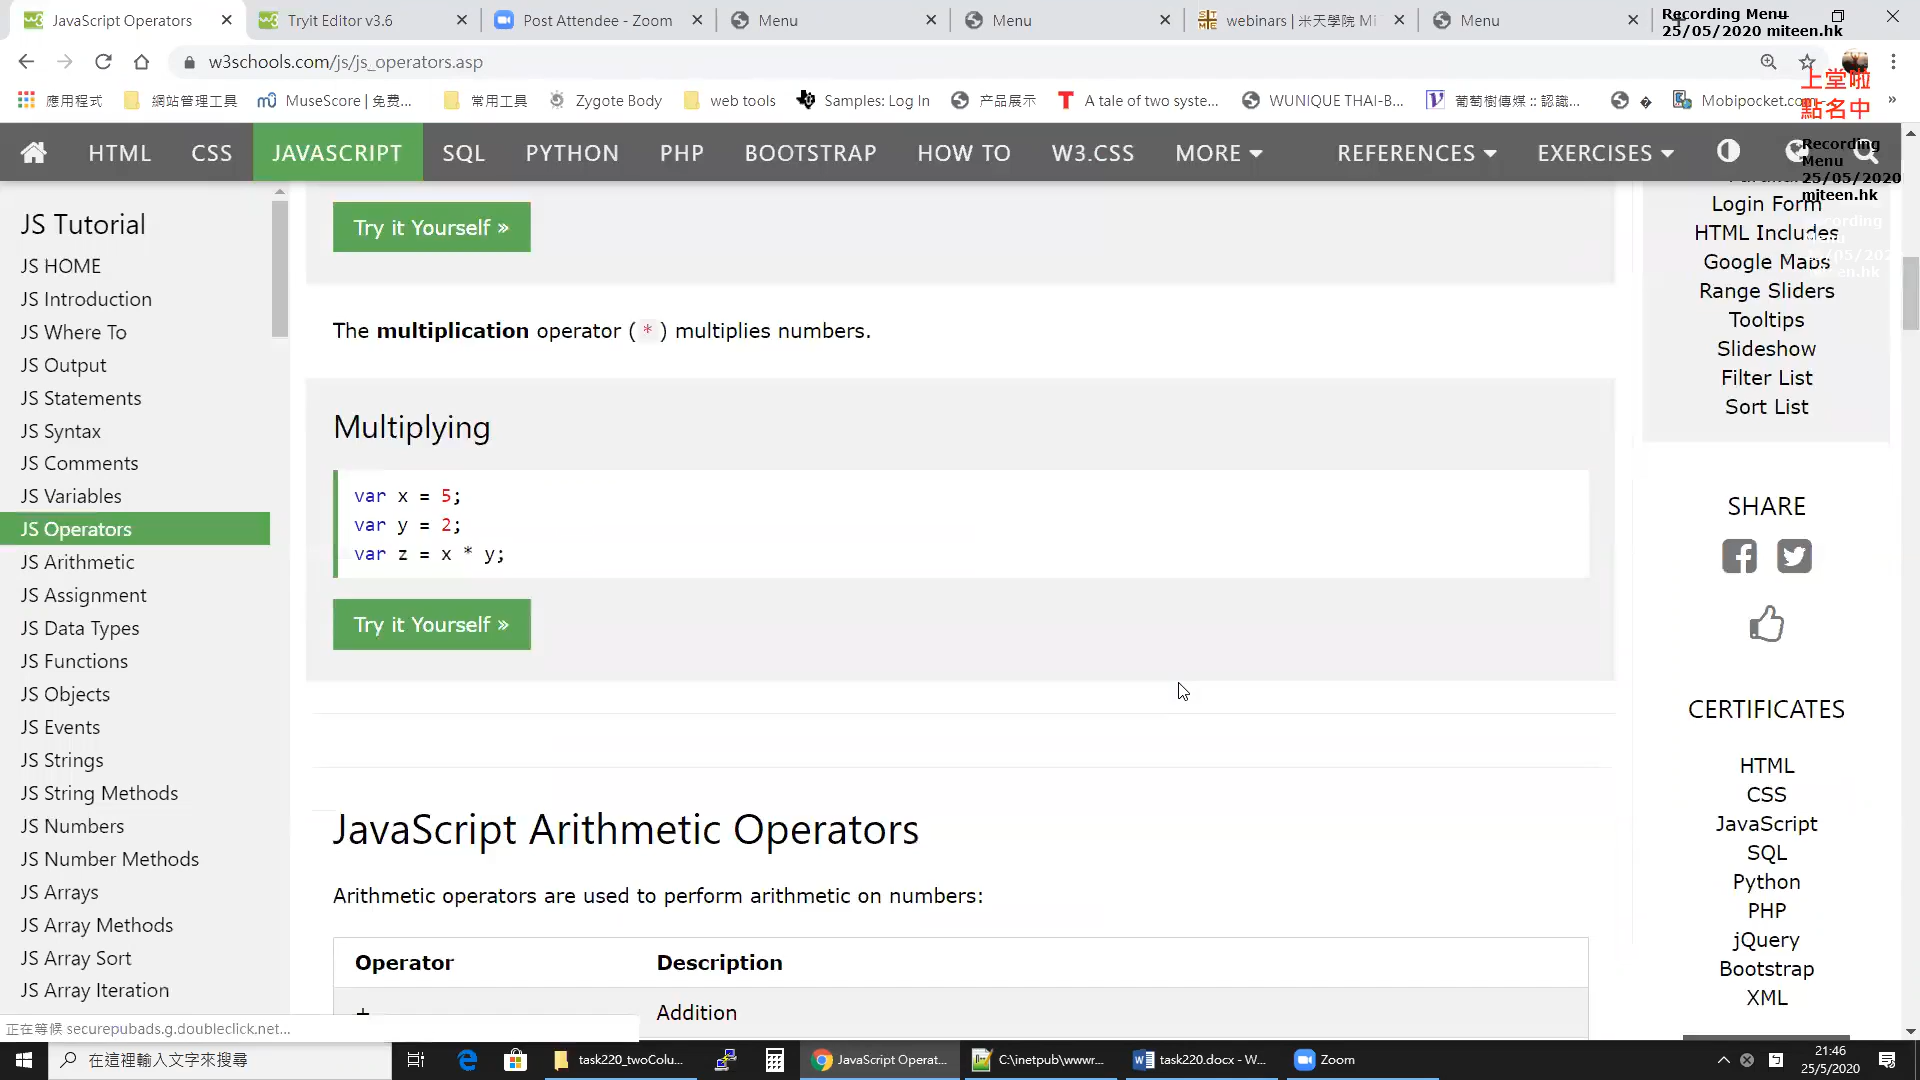 JavaScript Operators
Tryit Editor v3.6
Post Attendee - Zoom
Menu
Menu
webinars | 米天學院 Mi
Menu
Recording Menu
25/05/2020 miteen.hk
w3schools.com/js/js_operators.asp
上堂啦
點名中
應用程式
網站管理工具
MuseScore | 免費...
常用工具
Zygote Body
web tools
Samples: Log In
产品展示
A tale of two syste...
WUNIQUE THAI-B...
葡萄樹傳媒 :: 認識...
Mobipocket.com
»
HTML
CSS
JAVASCRIPT
SQL
PYTHON
PHP
BOOTSTRAP
HOW TO
W3.CSS
MORE
REFERENCES
EXERCISES
Recording
Menu
25/05/2020
miteen.hk
JS Tutorial
JS HOME
JS Introduction
JS Where To
JS Output
JS Statements
JS Syntax
JS Comments
JS Variables
JS Operators
JS Arithmetic
JS Assignment
JS Data Types
JS Functions
JS Objects
JS Events
JS Strings
JS String Methods
JS Numbers
JS Number Methods
JS Arrays
JS Array Methods
JS Array Sort
JS Array Iteration
Try it Yourself »
The multiplication operator ( * ) multiplies numbers.
Multiplying
var x = 5;
var y = 2;
var z = x * y;
Try it Yourself »
JavaScript Arithmetic Operators
Arithmetic operators are used to perform arithmetic on numbers:
Operator Description
+ Addition
Login Form
HTML Includes
Google Maps
Range Sliders
Tooltips
Slideshow
Filter List
Sort List
SHARE
CERTIFICATES
HTML
CSS
JavaScript
SQL
Python
PHP
jQuery
Bootstrap
XML
正在等候 securepubads.g.doubleclick.net...
在這裡輸入文字來搜尋
task220_twoColu...
JavaScript Operat...
C:\inetpub\wwwr...
task220.docx - W...
Zoom
21:46
25/5/2020